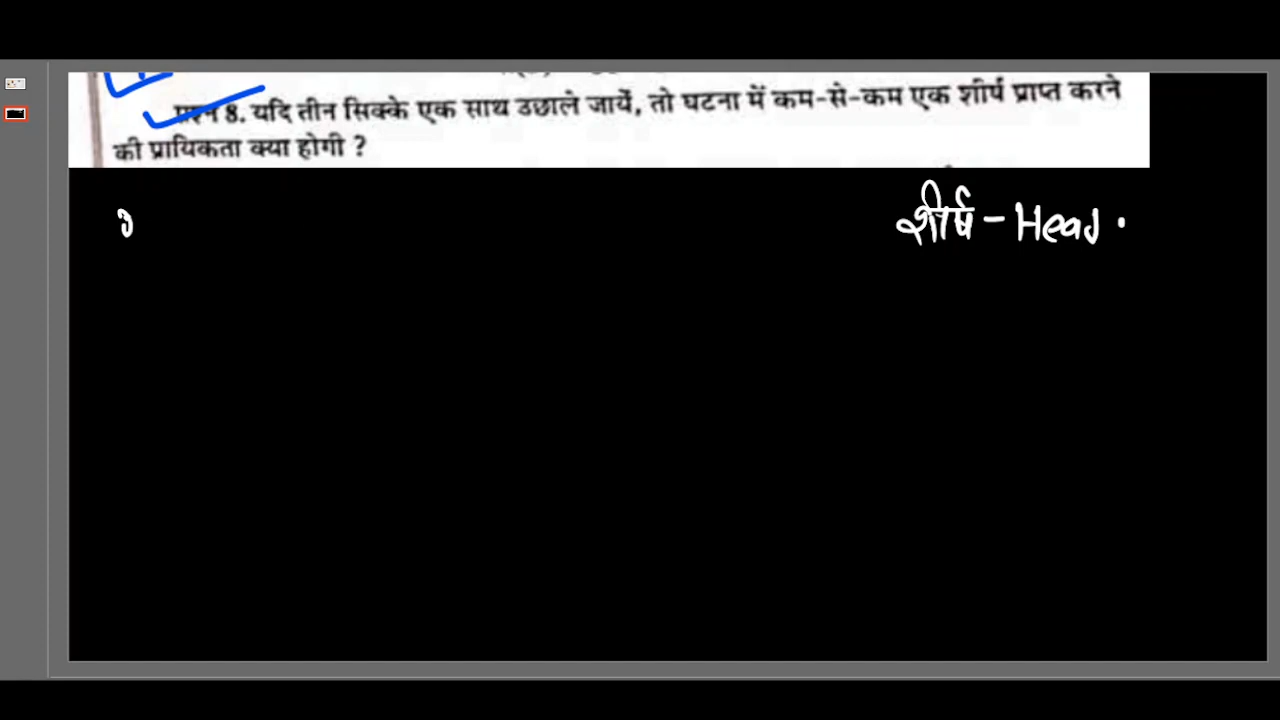 प्रश्न 8. यदि तीन सिक्के एक साथ उछाले जायें, तो घटना में कम-से-कम एक शीर्ष प्राप्त करने
की प्रायिकता क्या होगी ?
शीर्ष - Head .